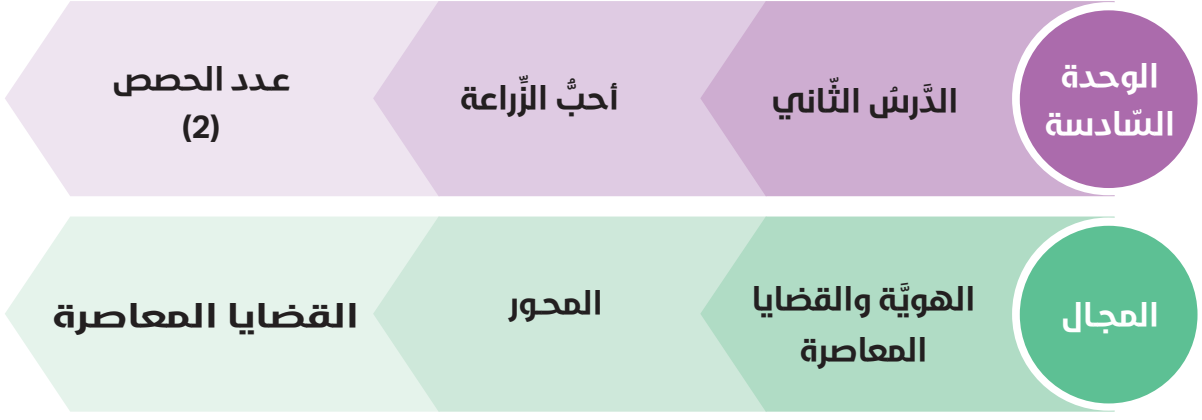 الوحدة
السّادسة
الدَّرسُ الثّاني
أحبُّ الزِّراعة
عدد الحصص
(2)
المجال
الهويَّة والقضايا
المعاصرة
المحور
القضايا المعاصرة